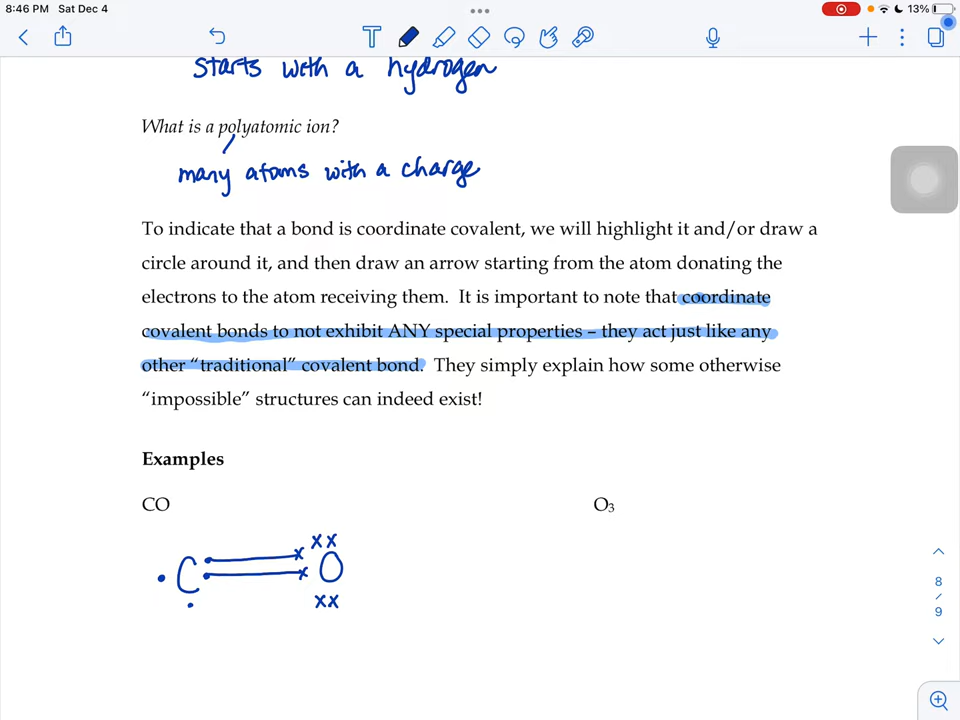 8:46 PM Sat Dec 4
13%
T
starts with a hydrogen
What is a polyatomic ion?
many atoms with a charge
To indicate that a bond is coordinate covalent, we will highlight it and/or draw a
circle around it, and then draw an arrow starting from the atom donating the
electrons to the atom receiving them. It is important to note that coordinate
covalent bonds to not exhibit ANY special properties – they act just like any
other “traditional” covalent bond. They simply explain how some otherwise
“impossible” structures can indeed exist!
Examples
CO
O₃
xx
C x O
x
xx
8
/
9